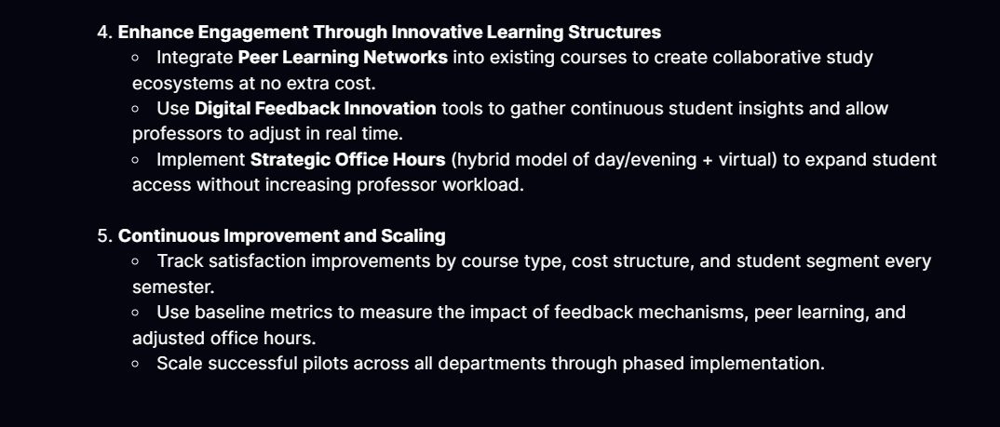 4. Enhance Engagement Through Innovative Learning Structures
◦ Integrate Peer Learning Networks into existing courses to create collaborative study
ecosystems at no extra cost.
◦ Use Digital Feedback Innovation tools to gather continuous student insights and allow
professors to adjust in real time.
◦ Implement Strategic Office Hours (hybrid model of day/evening + virtual) to expand student
access without increasing professor workload.
5. Continuous Improvement and Scaling
◦ Track satisfaction improvements by course type, cost structure, and student segment every
semester.
◦ Use baseline metrics to measure the impact of feedback mechanisms, peer learning, and
adjusted office hours.
◦ Scale successful pilots across all departments through phased implementation.